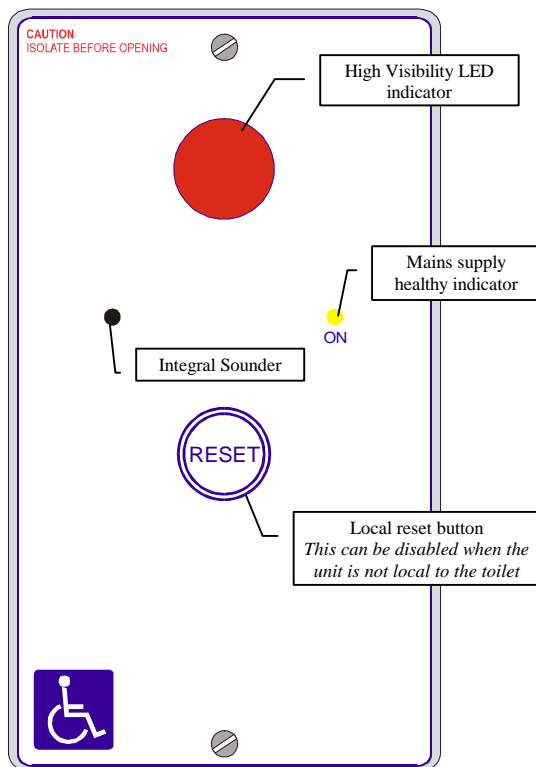 CAUTION
ISOLATE BEFORE OPENING
High Visibility LED
indicator
Mains supply
healthy indicator
ON
Integral Sounder
RESET
Local reset button
This can be disabled when the
unit is not local to the toilet